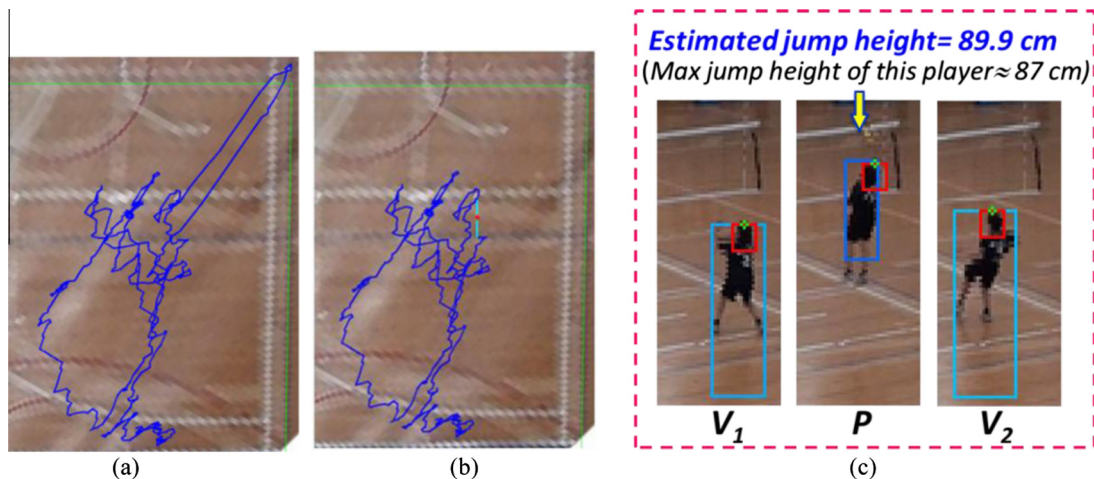 Estimated jump height= 89.9 cm
(Max jump height of this player≈ 87 cm)
V1 P V2
(a) (b) (c)